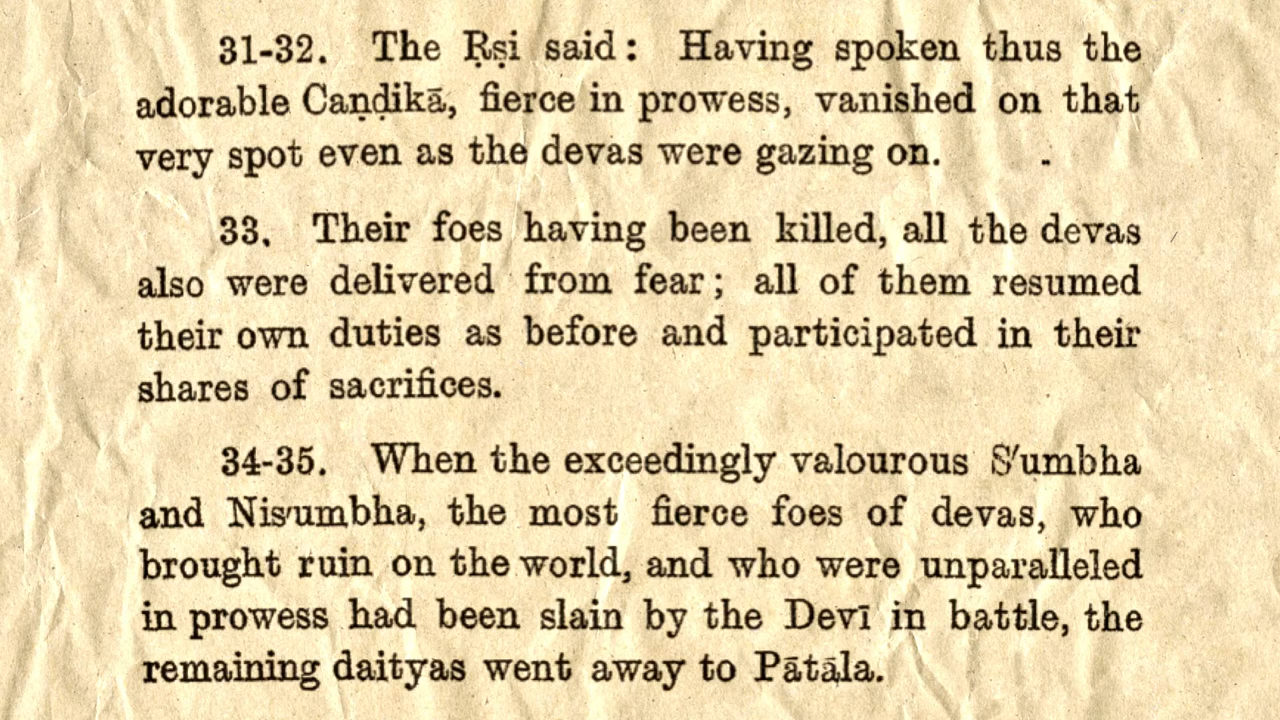 31-32. The Ṛṣi said: Having spoken thus the
adorable Caṇḍikā, fierce in prowess, vanished on that
very spot even as the devas were gazing on.
33. Their foes having been killed, all the devas
also were delivered from fear; all of them resumed
their own duties as before and participated in their
shares of sacrifices.
34-35. When the exceedingly valourous S'umbha
and Nis'umbha, the most fierce foes of devas, who
brought ruin on the world, and who were unparalleled
in prowess had been slain by the Devī in battle, the
remaining daityas went away to Pātāla.